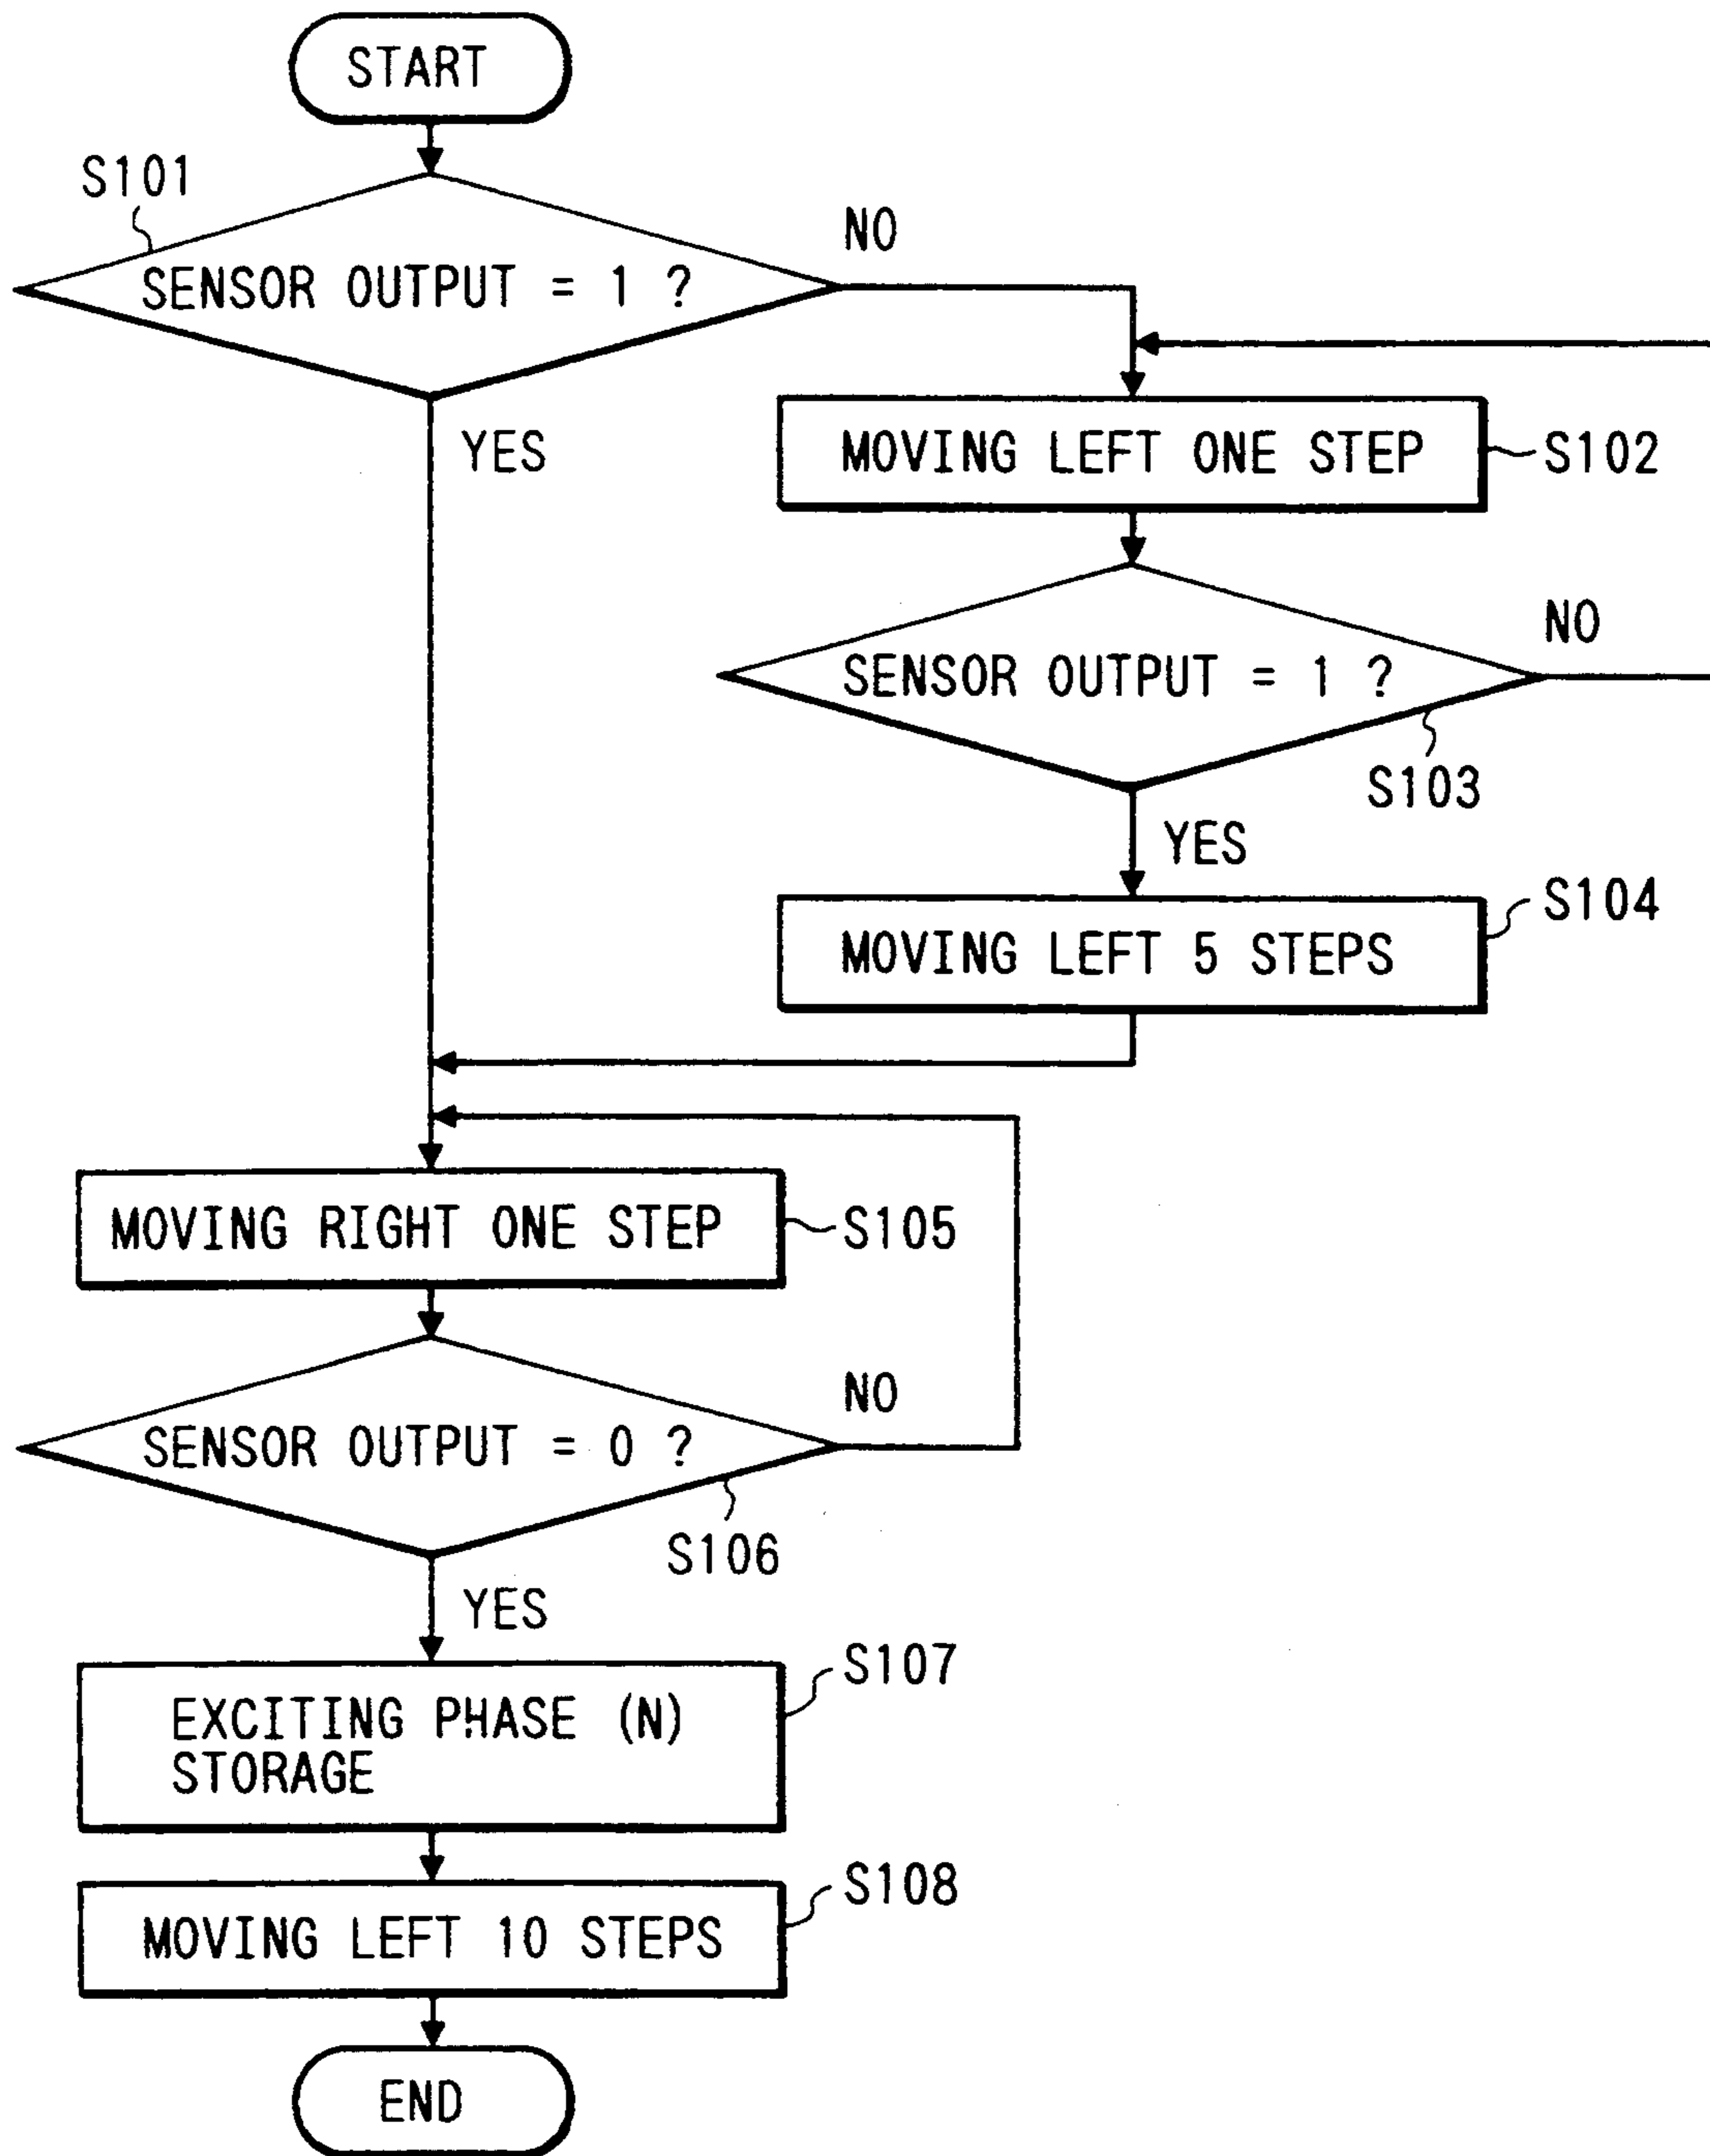 START
S101
SENSOR OUTPUT = 1 ?
NO
YES
MOVING LEFT ONE STEP
S102
SENSOR OUTPUT = 1 ?
NO
S103
YES
MOVING LEFT 5 STEPS
S104
MOVING RIGHT ONE STEP
S105
SENSOR OUTPUT = 0 ?
NO
S106
YES
EXCITING PHASE (N)
STORAGE
S107
MOVING LEFT 10 STEPS
S108
END